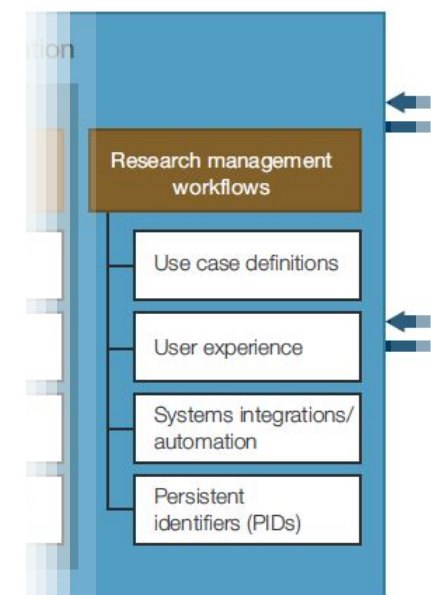 Research management
workflows
Use case definitions
User experience
Systems integrations/
automation
Persistent
identifiers (PIDs)